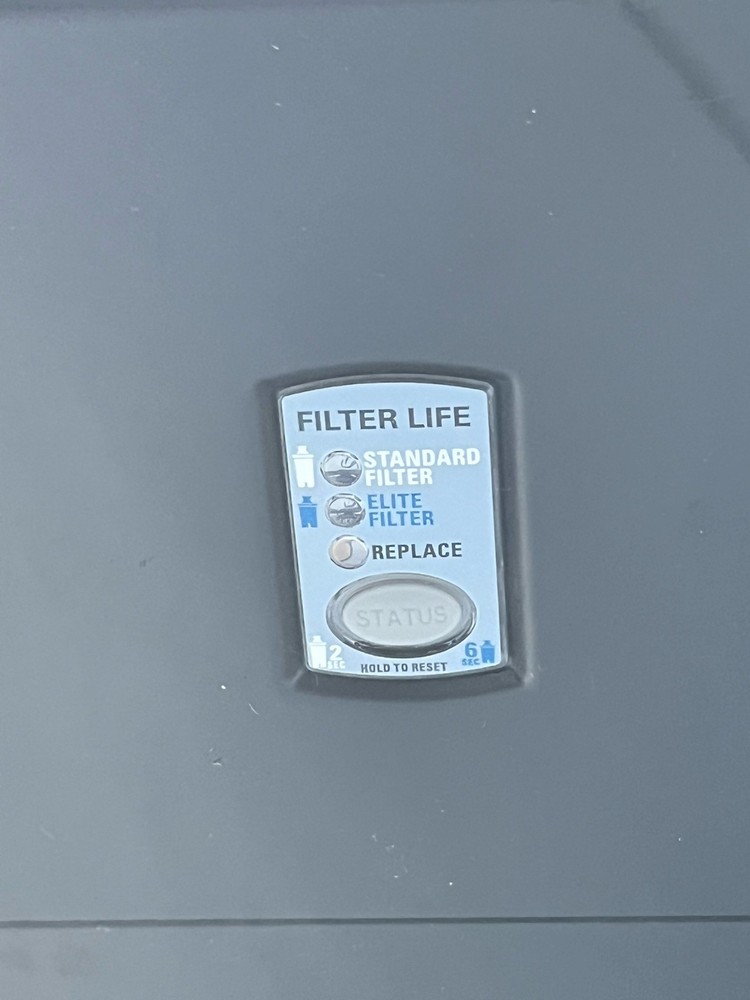 FILTER LIFE
STANDARD
FILTER
ELITE
FILTER
REPLACE
STATUS
2 SEC
HOLD TO RESET
6 SEC